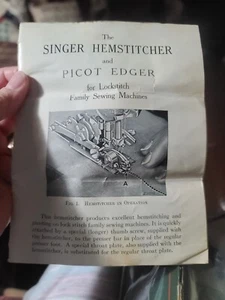 The
SINGER HEMSTITCHER
and
PICOT EDGER
for Lockstitch
Family Sewing Machines
A
FIG. 1. HEMSTITCHER IN OPERATION
This hemstitcher produces excellent hemstitching and
picoting on lock stitch family sewing machines. It is quickly
attached by a special (longer) thumb screw, supplied with
the hemstitcher, to the presser bar in place of the regular
presser foot. A special throat plate, also supplied with the
hemstitcher, is substituted for the regular throat plate.